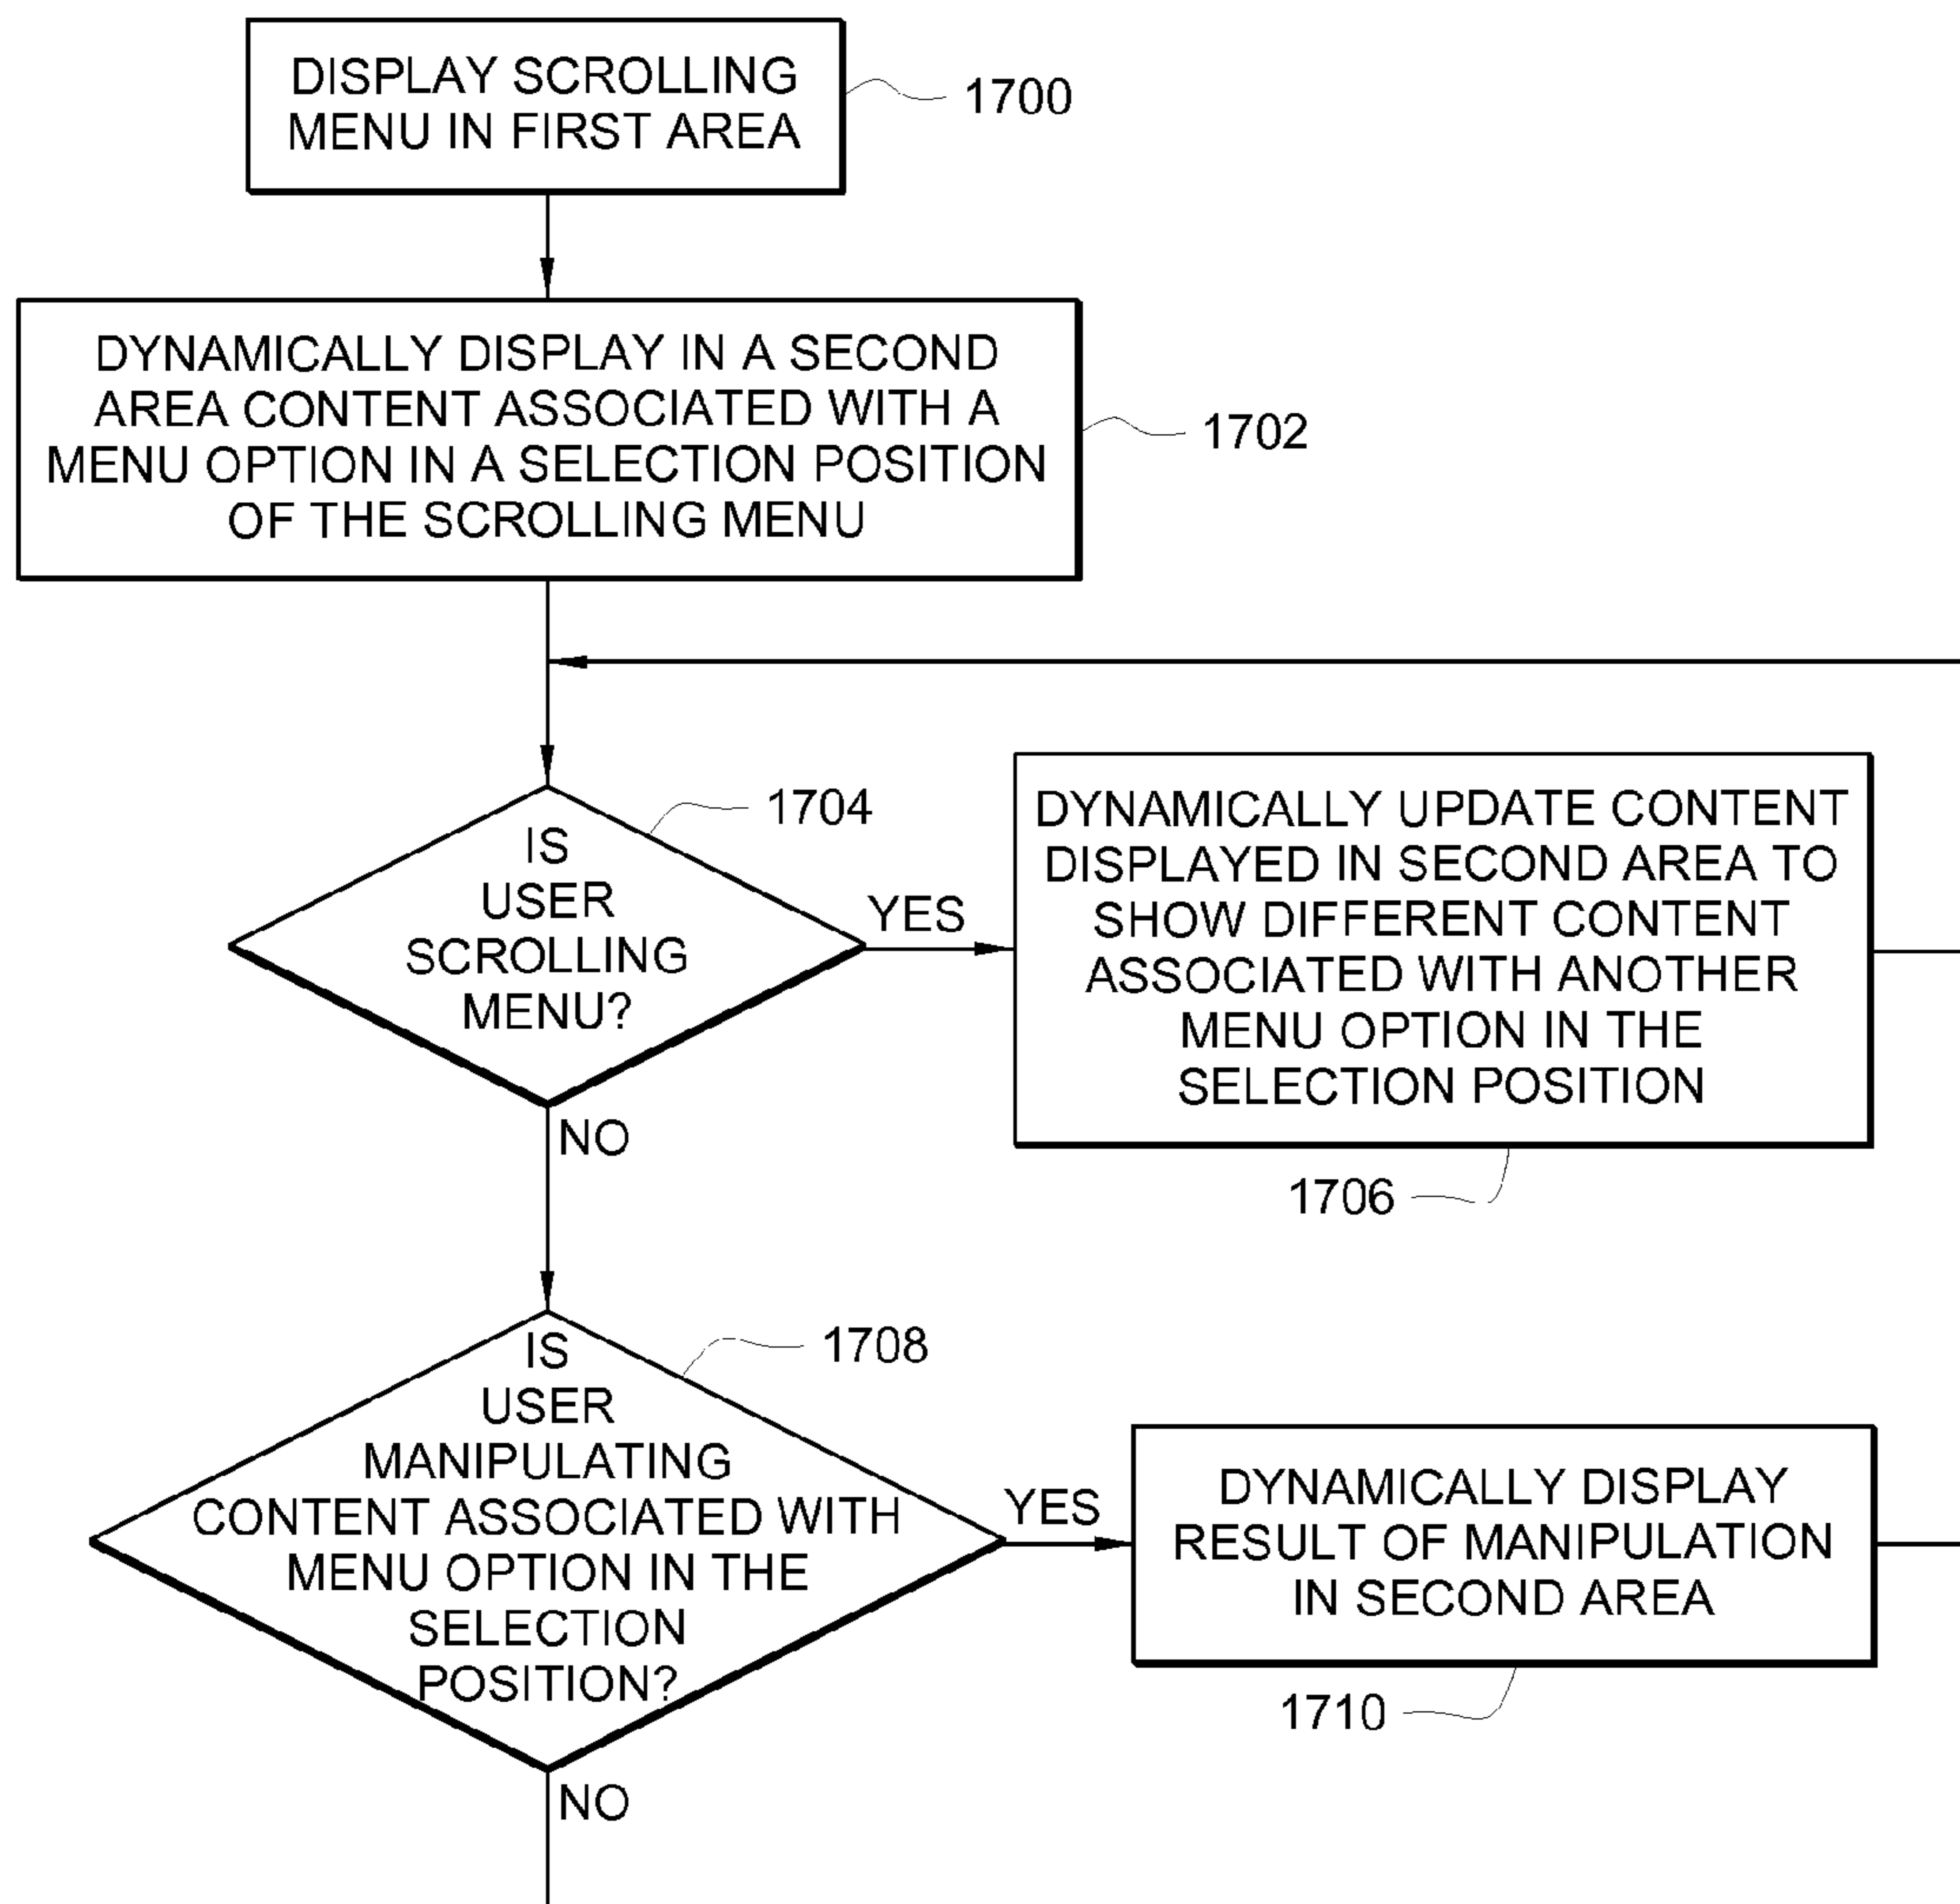 DISPLAY SCROLLING
MENU IN FIRST AREA
1700
DYNAMICALLY DISPLAY IN A SECOND
AREA CONTENT ASSOCIATED WITH A
MENU OPTION IN A SELECTION POSITION
OF THE SCROLLING MENU
1702
IS
USER
SCROLLING
MENU?
1704
YES
DYNAMICALLY UPDATE CONTENT
DISPLAYED IN SECOND AREA TO
SHOW DIFFERENT CONTENT
ASSOCIATED WITH ANOTHER
MENU OPTION IN THE
SELECTION POSITION
1706
NO
IS
USER
MANIPULATING
CONTENT ASSOCIATED WITH
MENU OPTION IN THE
SELECTION
POSITION?
1708
YES
DYNAMICALLY DISPLAY
RESULT OF MANIPULATION
IN SECOND AREA
1710
NO